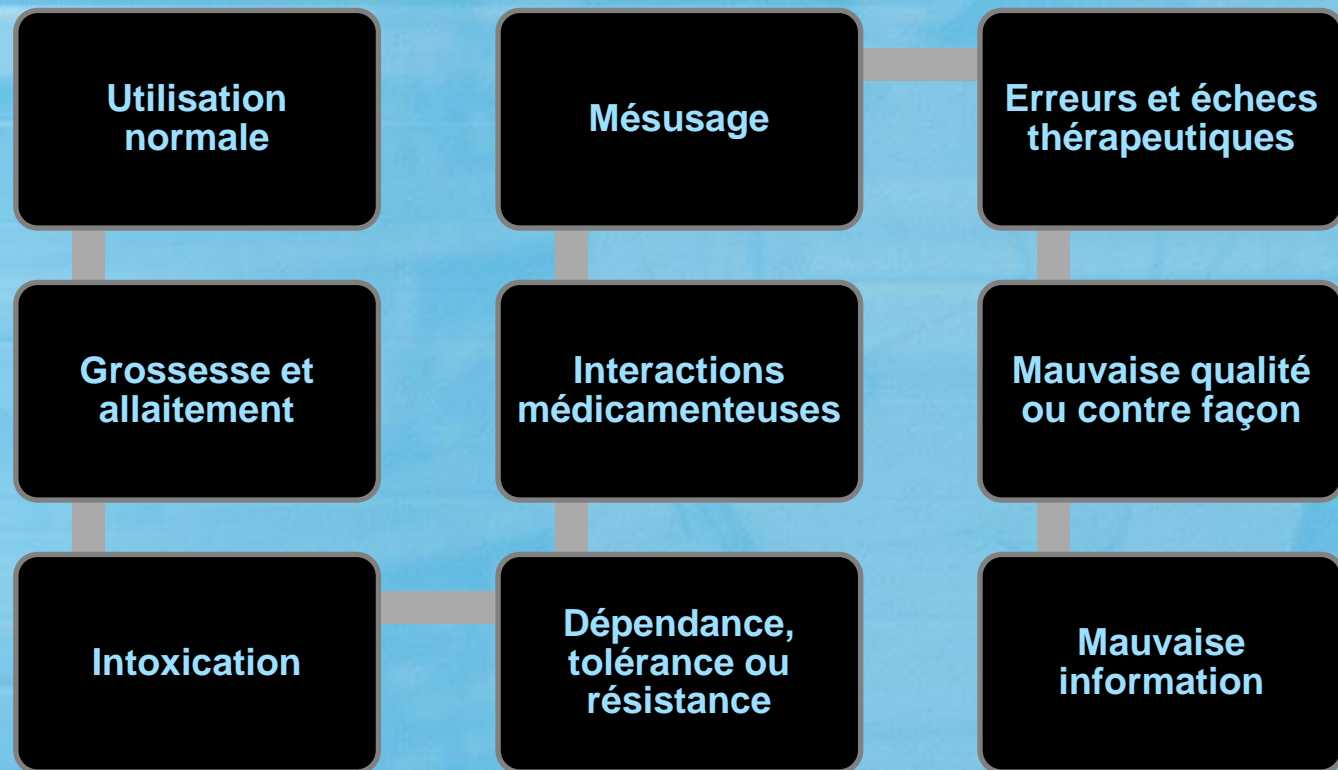 Utilisation
normale
Grossesse et
allaitement
Intoxication
Dépendance,
tolérance ou
résistance
Interactions
médicamenteuses
Mésusage
Erreurs et échecs
thérapeutiques
Mauvaise qualité
ou contre façon
Mauvaise
information